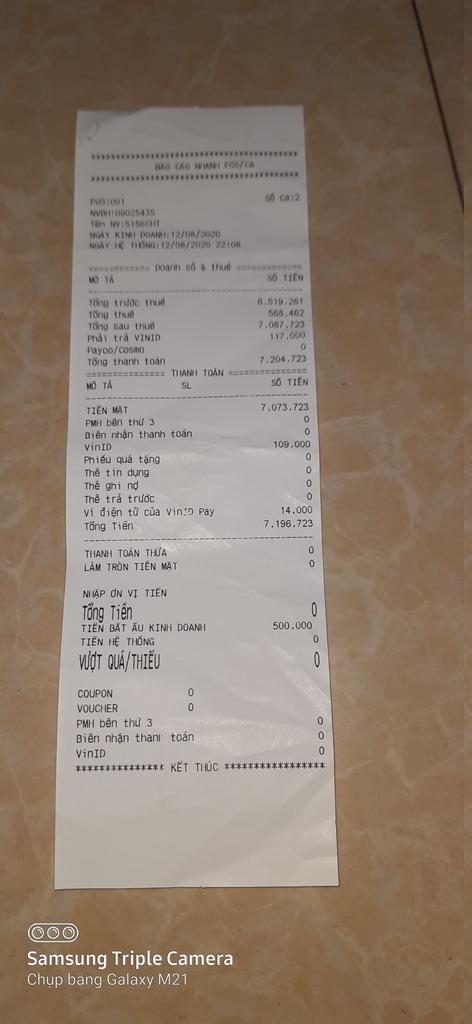 *********************************
BÁO CÁO NHANH POS/CA
*********************************
POS:001 SỐ CA:2
NVBH:09025435
Tên NV:5156CHT
NGÀY KINH DOANH:12/08/2020
NGÀY HỆ THỐNG:12/08/2020 22:08
============ Doanh số & thuế =============
MÔ TẢ SỐ TIỀN
Tổng trước thuế 6.519.261
Tổng thuế 568.462
Tổng sau thuế 7.087.723
Phải trả VINID 117.000
Payoo/Cosmo 0
Tổng thanh toán 7.204.723
=============== THANH TOÁN ===============
MÔ TẢ SL SỐ TIỀN
TIỀN MẶT 7.073.723
PMH bên thứ 3 0
Biên nhận thanh toán 0
VinID 109.000
Phiếu quà tặng 0
Thẻ tín dụng 0
Thẻ ghi nợ 0
Thẻ trả trước 0
Ví điện tử của VinID Pay 14.000
Tổng Tiền 7.196.723
THANH TOÁN THỪA 0
LÀM TRÒN TIỀN MẶT 0
NHẬP ƠN VỊ TIỀN
Tổng Tiền 0
TIỀN BẮT ẦU KINH DOANH 500.000
TIỀN HỆ THỐNG 0
VƯỢT QUÁ/THIẾU 0
COUPON 0
VOUCHER 0
PMH bên thứ 3 0
Biên nhận thanh toán 0
VinID 0
*************** KẾT THÚC *****************
Samsung Triple Camera
Chụp bằng Galaxy M21